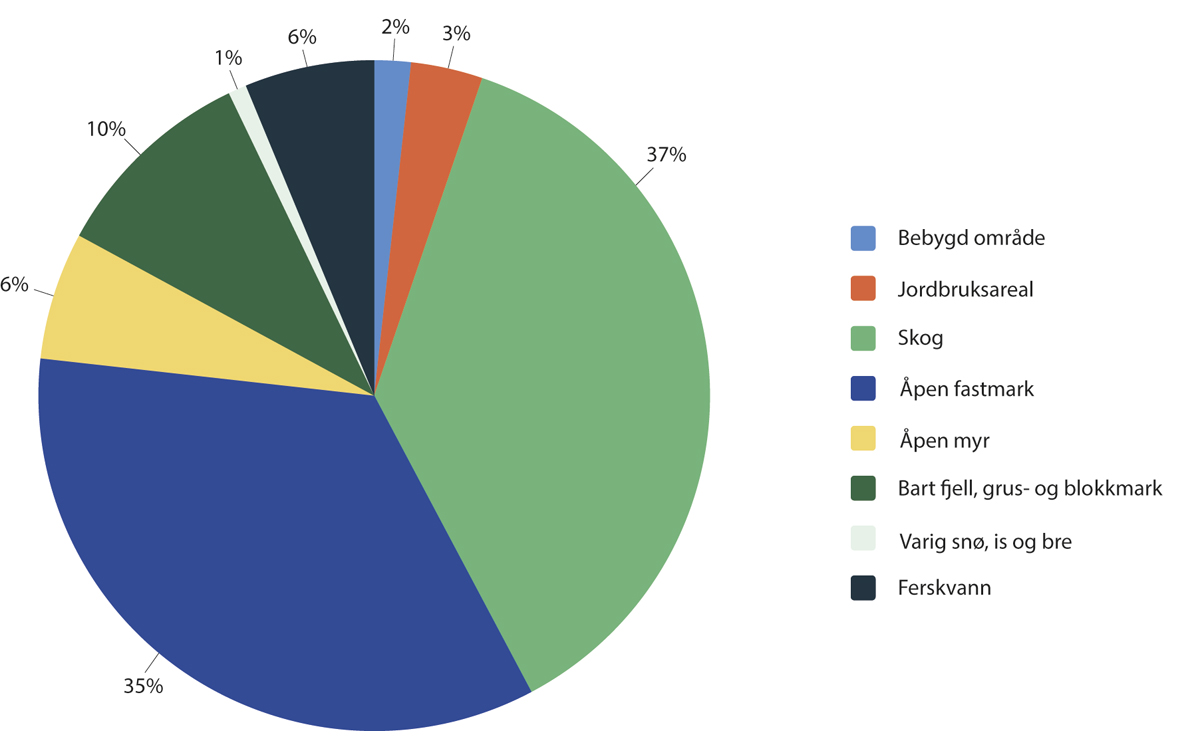 2%
3%
37%
35%
6%
10%
1%
6%
Bebygd område
Jordbruksareal
Skog
Åpen fastmark
Åpen myr
Bart fjell, grus- og blokkmark
Varig snø, is og bre
Ferskvann